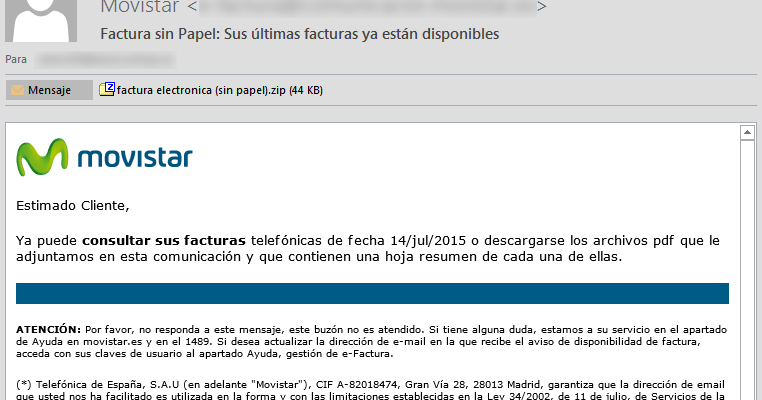 Movistar <
>
Factura sin Papel: Sus últimas facturas ya están disponibles
Para
Mensaje factura electronica (sin papel).zip (44 KB)
movistar
Estimado Cliente,
Ya puede consultar sus facturas telefónicas de fecha 14/jul/2015 o descargarse los archivos pdf que le
adjuntamos en esta comunicación y que contienen una hoja resumen de cada una de ellas.
ATENCIÓN: Por favor, no responda a este mensaje, este buzón no es atendido. Si tiene alguna duda, estamos a su servicio en el apartado
de Ayuda en movistar.es y en el 1489. Si desea actualizar la dirección de e-mail en la que recibe el aviso de disponibilidad de factura,
acceda con sus claves de usuario al apartado Ayuda, gestión de e-Factura.
(*) Telefónica de España, S.A.U (en adelante "Movistar"), CIF A-82018474, Gran Vía 28, 28013 Madrid, garantiza que la dirección de email
que usted nos ha facilitado es utilizada en la forma y con las limitaciones establecidas en la Ley 34/2002, de 11 de julio, de Servicios de la